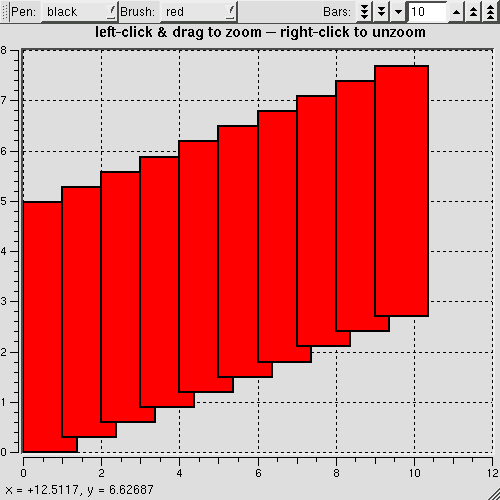 Pen: black Brush: red Bars: 10
left-click & drag to zoom — right-click to unzoom
8
7
6
5
4
3
2
1
0
0 2 4 6 8 10 12
x = +12.5117, y = 6.62687